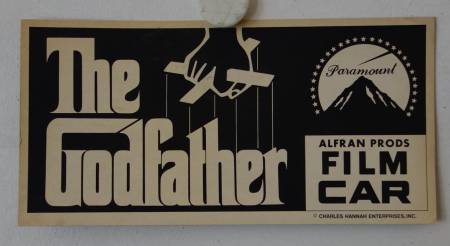 The
Godfather
Paramount
ALFRAN PRODS
FILM
CAR
© CHARLES HANNAH ENTERPRISES, INC.